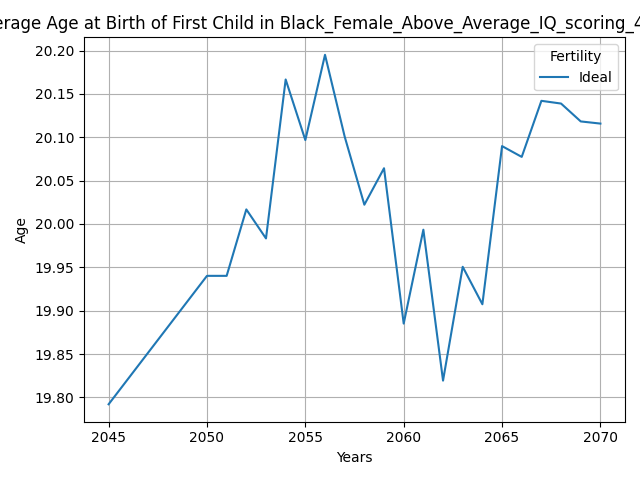 erage Age at Birth of First Child in Black_Female_Above_Average_IQ_scoring_4
Fertility
Ideal
20.20
20.15
20.10
20.05
20.00
19.95
19.90
19.85
19.80
Age
2045 2050 2055 2060 2065 2070
Years